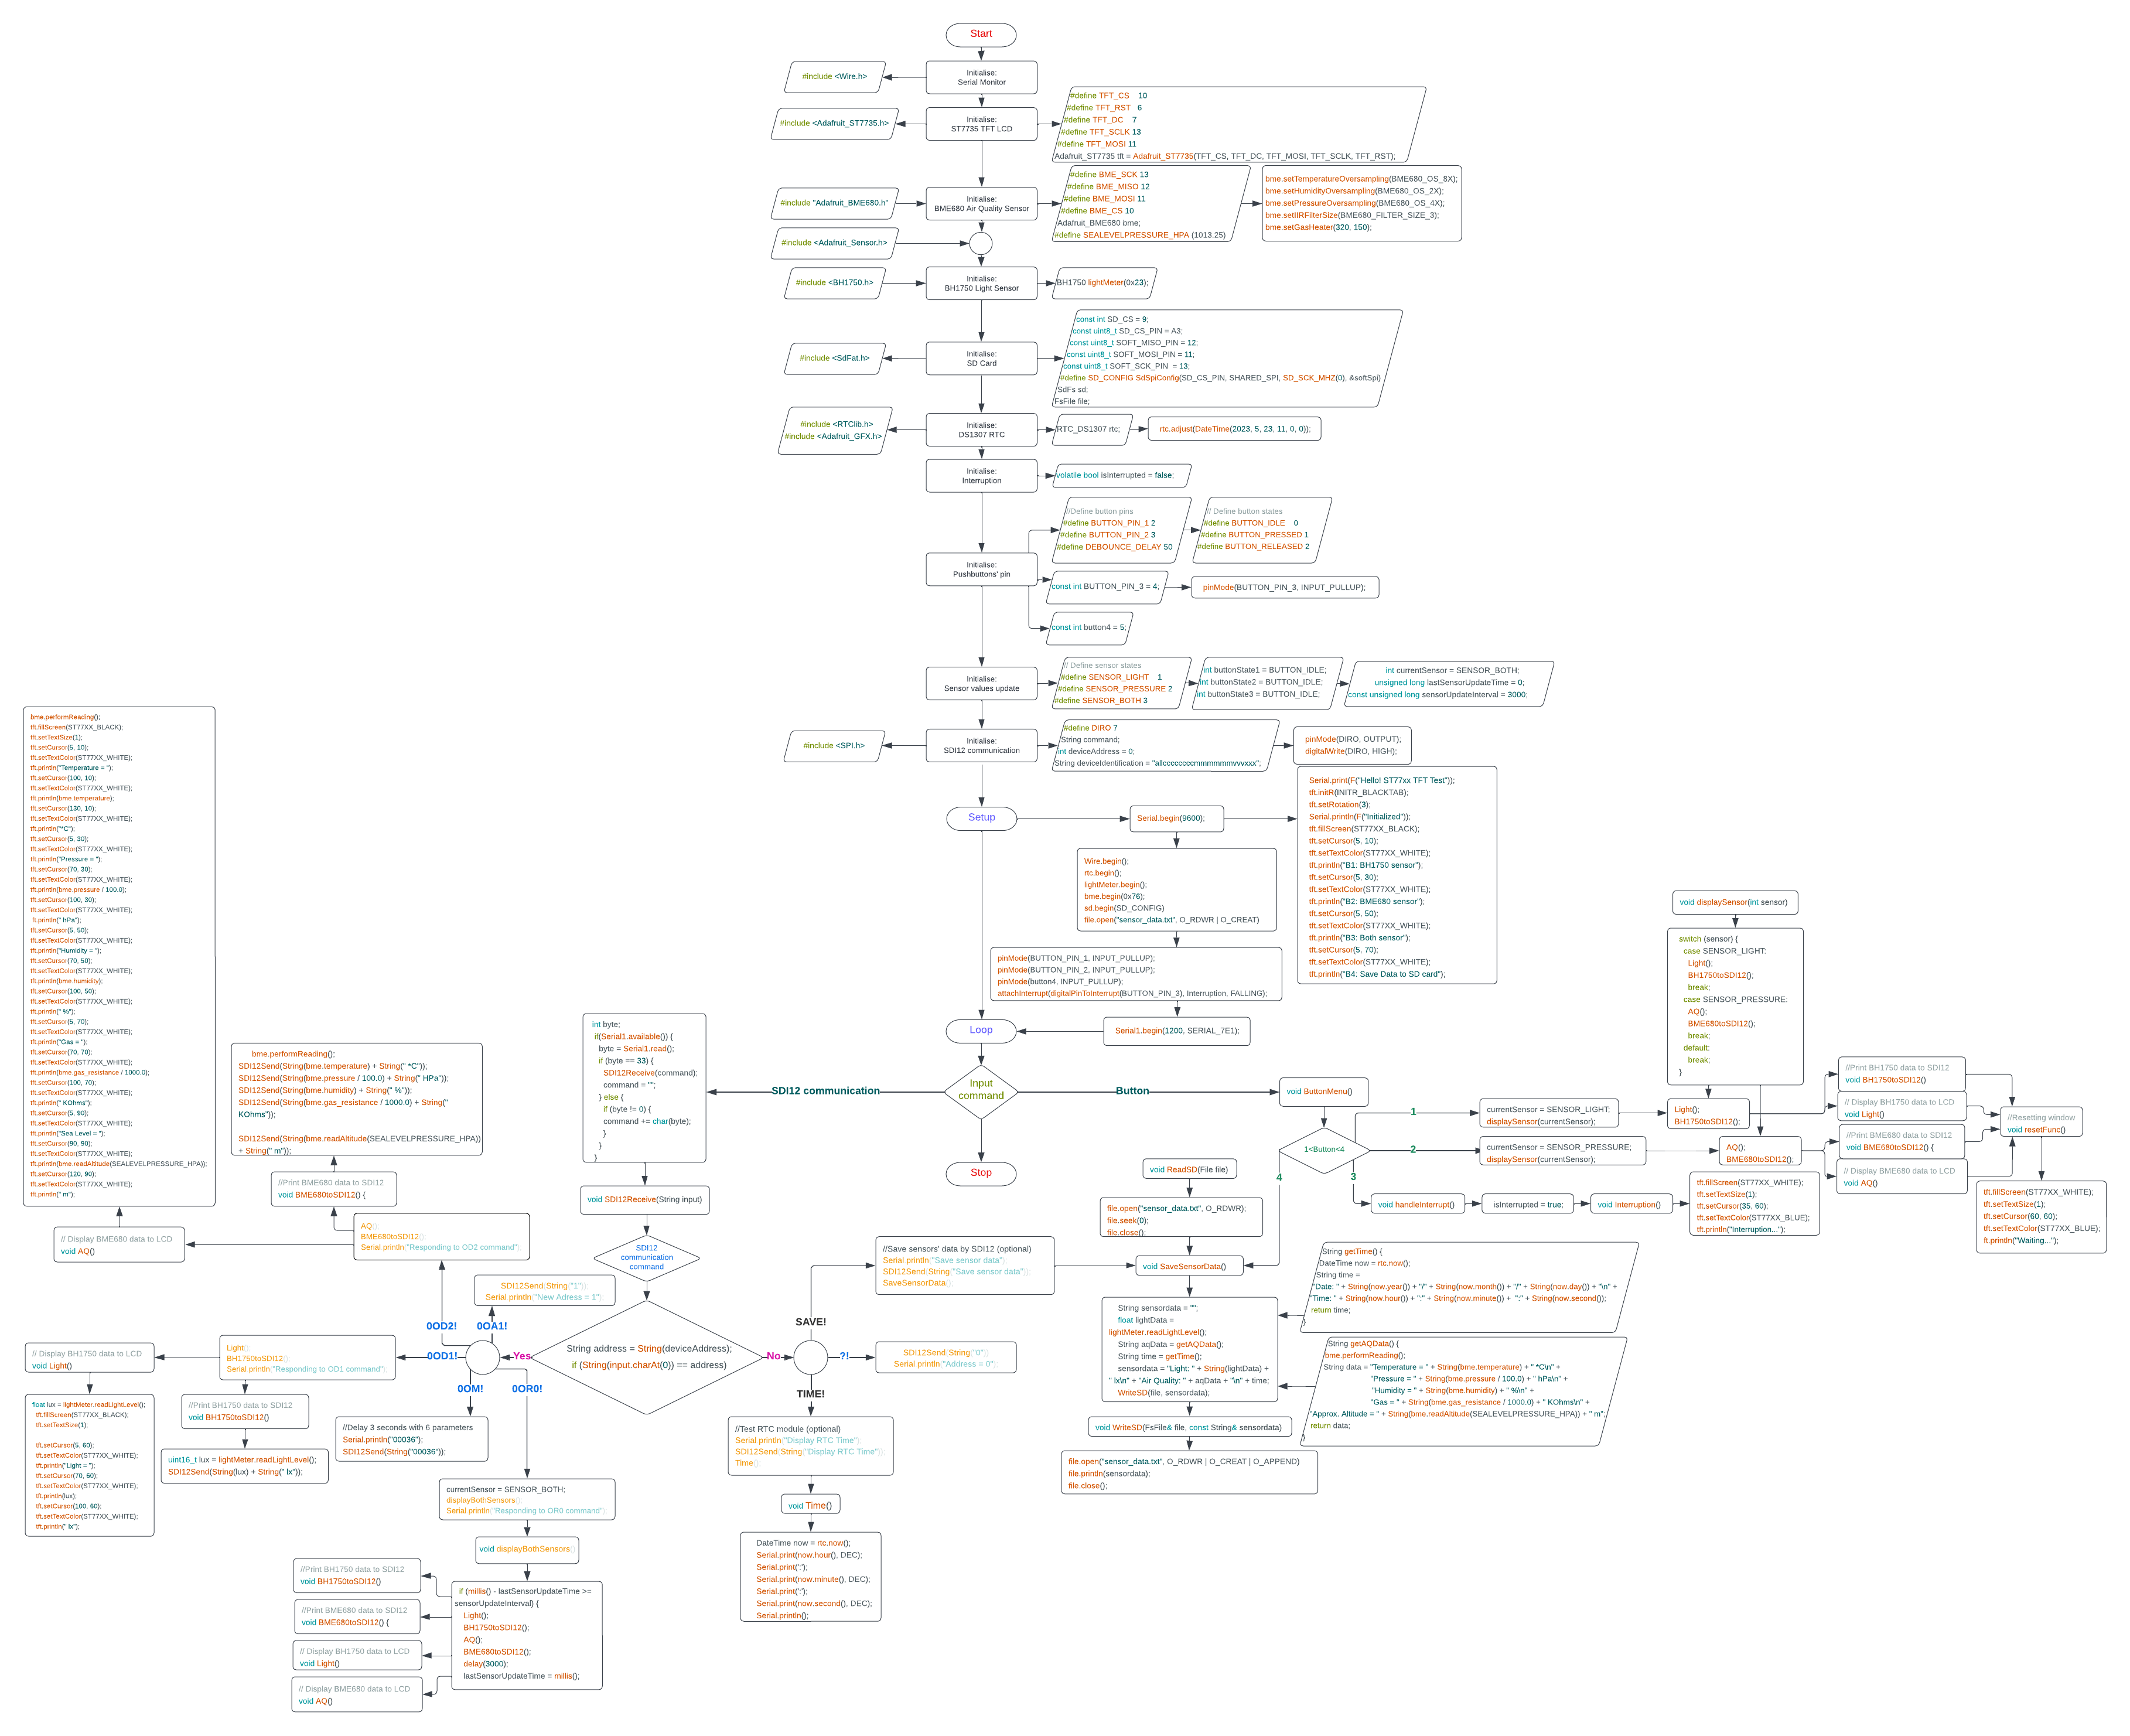 Start
#include <Wire.h>
Initialise:
Serial Monitor
#include <Adafruit_ST7735.h>
Initialise:
ST7735 TFT LCD
#define TFT_CS 10
#define TFT_RST 6
#define TFT_DC 7
#define TFT_SCLK 13
#define TFT_MOSI 11
Adafruit_ST7735 tft = Adafruit_ST7735(TFT_CS, TFT_DC, TFT_MOSI, TFT_SCLK, TFT_RST);
#include "Adafruit_BME680.h"
Initialise:
BME680 Air Quality Sensor
#define BME_SCK 13
#define BME_MISO 12
#define BME_MOSI 11
#define BME_CS 10
Adafruit_BME680 bme;
#define SEALEVELPRESSURE_HPA (1013.25)
bme.setTemperatureOversampling(BME680_OS_8X);
bme.setHumidityOversampling(BME680_OS_2X);
bme.setPressureOversampling(BME680_OS_4X);
bme.setIIRFilterSize(BME680_FILTER_SIZE_3);
bme.setGasHeater(320, 150);
#include <Adafruit_Sensor.h>
#include <BH1750.h>
Initialise:
BH1750 Light Sensor
BH1750 lightMeter(0x23);
#include <SdFat.h>
Initialise:
SD Card
const int SD_CS = 9;
const uint8_t SD_CS_PIN = A3;
const uint8_t SOFT_MISO_PIN = 12;
const uint8_t SOFT_MOSI_PIN = 11;
const uint8_t SOFT_SCK_PIN = 13;
#define SD_CONFIG SdSpiConfig(SD_CS_PIN, SHARED_SPI, SD_SCK_MHZ(0), &softSpi)
SdFs sd;
FsFile file;
#include <RTClib.h>
#include <Adafruit_GFX.h>
Initialise:
DS1307 RTC
RTC_DS1307 rtc;
rtc.adjust(DateTime(2023, 5, 23, 11, 0, 0));
Initialise:
Interruption
volatile bool isInterrupted = false;
Initialise:
Pushbuttons' pin
//Define button pins
#define BUTTON_PIN_1 2
#define BUTTON_PIN_2 3
#define DEBOUNCE_DELAY 50
// Define button states
#define BUTTON_IDLE 0
#define BUTTON_PRESSED 1
#define BUTTON_RELEASED 2
const int BUTTON_PIN_3 = 4;
pinMode(BUTTON_PIN_3, INPUT_PULLUP);
const int button4 = 5;
Initialise:
Sensor values update
// Define sensor states
#define SENSOR_LIGHT 1
#define SENSOR_PRESSURE 2
#define SENSOR_BOTH 3
int buttonState1 = BUTTON_IDLE;
int buttonState2 = BUTTON_IDLE;
int buttonState3 = BUTTON_IDLE;
int currentSensor = SENSOR_BOTH;
unsigned long lastSensorUpdateTime = 0;
const unsigned long sensorUpdateInterval = 3000;
#include <SPI.h>
Initialise:
SDI12 communication
#define DIRO 7
String command;
int deviceAddress = 0;
String deviceIdentification = "allccccccccmmmmmmvvvxxx";
pinMode(DIRO, OUTPUT);
digitalWrite(DIRO, HIGH);
Setup
Serial.begin(9600);
Serial.print(F("Hello! ST77xx TFT Test"));
tft.initR(INITR_BLACKTAB);
tft.setRotation(3);
Serial.println(F("Initialized"));
tft.fillScreen(ST77XX_BLACK);
tft.setCursor(5, 10);
tft.setTextColor(ST77XX_WHITE);
tft.println("B1: BH1750 sensor");
tft.setCursor(5, 30);
tft.setTextColor(ST77XX_WHITE);
tft.println("B2: BME680 sensor");
tft.setCursor(5, 50);
tft.setTextColor(ST77XX_WHITE);
tft.println("B3: Both sensor");
tft.setCursor(5, 70);
tft.setTextColor(ST77XX_WHITE);
tft.println("B4: Save Data to SD card");
Wire.begin();
rtc.begin();
lightMeter.begin();
bme.begin(0x76);
sd.begin(SD_CONFIG)
file.open("sensor_data.txt", O_RDWR | O_CREAT)
pinMode(BUTTON_PIN_1, INPUT_PULLUP);
pinMode(BUTTON_PIN_2, INPUT_PULLUP);
pinMode(button4, INPUT_PULLUP);
attachInterrupt(digitalPinToInterrupt(BUTTON_PIN_3), Interruption, FALLING);
Serial1.begin(1200, SERIAL_7E1);
Loop
Input
command
Stop
SDI12 communication
Button
int byte;
if(Serial1.available()) {
byte = Serial1.read();
if (byte == 33) {
SDI12Receive(command);
command = "";
} else {
if (byte != 0) {
command += char(byte);
}
}
}
void SDI12Receive(String input)
SDI12
communication
command
String address = String(deviceAddress);
if (String(input.charAt(0)) == address)
Yes
No
0OD2!
0OA1!
0OD1!
0OM!
0OR0!
SDI12Send(String("1"));
Serial println("New Adress = 1");
AQ();
BME680toSDI12();
Serial println("Responding to OD2 command");
//Print BME680 data to SDI12
void BME680toSDI12() {
bme.performReading();
SDI12Send(String(bme.temperature) + String(" *C"));
SDI12Send(String(bme.pressure / 100.0) + String(" HPa"));
SDI12Send(String(bme.humidity) + String(" %"));
SDI12Send(String(bme.gas_resistance / 1000.0) + String("
KOhms"));
SDI12Send(String(bme.readAltitude(SEALEVELPRESSURE_HPA))
+ String(" m"));
// Display BME680 data to LCD
void AQ()
bme.performReading();
tft.fillScreen(ST77XX_BLACK);
tft.setTextSize(1);
tft.setCursor(5, 10);
tft.setTextColor(ST77XX_WHITE);
tft.println("Temperature = ");
tft.setCursor(100, 10);
tft.setTextColor(ST77XX_WHITE);
tft.println(bme.temperature);
tft.setCursor(130, 10);
tft.setTextColor(ST77XX_WHITE);
tft.println("*C");
tft.setCursor(5, 30);
tft.setTextColor(ST77XX_WHITE);
tft.println("Pressure = ");
tft.setCursor(70, 30);
tft.setTextColor(ST77XX_WHITE);
tft.println(bme.pressure / 100.0);
tft.setCursor(100, 30);
tft.setTextColor(ST77XX_WHITE);
ft.println(" hPa");
tft.setCursor(5, 50);
tft.setTextColor(ST77XX_WHITE);
tft.println("Humidity = ");
tft.setCursor(70, 50);
tft.setTextColor(ST77XX_WHITE);
tft.println(bme.humidity);
tft.setCursor(100, 50);
tft.setTextColor(ST77XX_WHITE);
tft.println(" %");
tft.setCursor(5, 70);
tft.setTextColor(ST77XX_WHITE);
tft.println("Gas = ");
tft.setCursor(70, 70);
tft.setTextColor(ST77XX_WHITE);
tft.println(bme.gas_resistance / 1000.0);
tft.setCursor(100, 70);
tft.setTextColor(ST77XX_WHITE);
tft.println(" KOhms");
tft.setCursor(5, 90);
tft.setTextColor(ST77XX_WHITE);
tft.println("Sea Level = ");
tft.setCursor(90, 90);
tft.setTextColor(ST77XX_WHITE);
tft.println(bme.readAltitude(SEALEVELPRESSURE_HPA));
tft.setCursor(120, 90);
tft.setTextColor(ST77XX_WHITE);
tft.println(" m");
Light();
BH1750toSDI12();
Serial println("Responding to OD1 command");
// Display BH1750 data to LCD
void Light()
float lux = lightMeter.readLightLevel();
tft.fillScreen(ST77XX_BLACK);
tft.setTextSize(1);
tft.setCursor(5, 60);
tft.setTextColor(ST77XX_WHITE);
tft.println("Light = ");
tft.setCursor(70, 60);
tft.setTextColor(ST77XX_WHITE);
tft.println(lux);
tft.setCursor(100, 60);
tft.setTextColor(ST77XX_WHITE);
tft.println(" lx");
//Print BH1750 data to SDI12
void BH1750toSDI12()
uint16_t lux = lightMeter.readLightLevel();
SDI12Send(String(lux) + String(" lx"));
//Delay 3 seconds with 6 parameters
Serial.println("00036");
SDI12Send(String("00036"));
currentSensor = SENSOR_BOTH;
displayBothSensors();
Serial println("Responding to OR0 command");
void displayBothSensors()
if (millis() - lastSensorUpdateTime >=
sensorUpdateInterval) {
Light();
BH1750toSDI12();
AQ();
BME680toSDI12();
delay(3000);
lastSensorUpdateTime = millis();
//Print BH1750 data to SDI12
void BH1750toSDI12()
//Print BME680 data to SDI12
void BME680toSDI12() {
// Display BH1750 data to LCD
void Light()
// Display BME680 data to LCD
void AQ()
SAVE!
?!
TIME!
//Save sensors' data by SDI12 (optional)
Serial println("Save sensor data")
SDI12Send(String("Save sensor data"));
SaveSensorData();
SDI12Send(String("0"))
Serial println("Address = 0");
//Test RTC module (optional)
Serial println("Display RTC Time");
SDI12Send(String("Display RTC Time"));
Time();
void Time()
DateTime now = rtc.now();
Serial.print(now.hour(), DEC);
Serial.print(':');
Serial.print(now.minute(), DEC);
Serial.print(':');
Serial.print(now.second(), DEC);
Serial.println();
void ButtonMenu()
1<Button<4
1
2
3
4
currentSensor = SENSOR_LIGHT;
displaySensor(currentSensor);
currentSensor = SENSOR_PRESSURE;
displaySensor(currentSensor);
void handleInterrupt()
isInterrupted = true;
void Interruption()
tft.fillScreen(ST77XX_WHITE);
tft.setTextSize(1);
tft.setCursor(35, 60);
tft.setTextColor(ST77XX_BLUE);
tft.println("Interruption...");
void displaySensor(int sensor)
switch (sensor) {
case SENSOR_LIGHT:
Light();
BH1750toSDI12();
break;
case SENSOR_PRESSURE:
AQ();
BME680toSDI12();
break;
default:
break;
}
Light();
BH1750toSDI12();
AQ();
BME680toSDI12();
//Print BH1750 data to SDI12
void BH1750toSDI12()
// Display BH1750 data to LCD
void Light()
//Print BME680 data to SDI12
void BME680toSDI12() {
// Display BME680 data to LCD
void AQ()
//Resetting window
void resetFunc()
tft.fillScreen(ST77XX_WHITE);
tft.setTextSize(1);
tft.setCursor(60, 60);
tft.setTextColor(ST77XX_BLUE);
ft.println("Waiting...");
void ReadSD(File file)
file.open("sensor_data.txt", O_RDWR);
file.seek(0);
file.close();
void SaveSensorData()
String sensordata = "";
float lightData =
lightMeter.readLightLevel();
String aqData = getAQData();
String time = getTime();
sensordata = "Light: " + String(lightData) +
" lx\n" + "Air Quality: " + aqData + "\n" + time;
WriteSD(file, sensordata);
String getTime() {
DateTime now = rtc.now();
String time =
"Date: " + String(now.year()) + "/" + String(now.month()) + "/" + String(now.day()) + "\n" +
"Time: " + String(now.hour()) + ":" + String(now.minute()) + ":" + String(now.second());
return time;
}
String getAQData() {
bme.performReading();
String data = "Temperature = " + String(bme.temperature) + " *C\n" +
"Pressure = " + String(bme.pressure / 100.0) + " hPa\n" +
"Humidity = " + String(bme.humidity) + " %\n" +
"Gas = " + String(bme.gas_resistance / 1000.0) + " KOhms\n" +
"Approx. Altitude = " + String(bme.readAltitude(SEALEVELPRESSURE_HPA)) + " m";
return data;
}
void WriteSD(FsFile& file, const String& sensordata)
file.open("sensor_data.txt", O_RDWR | O_CREAT | O_APPEND)
file.println(sensordata);
file.close();